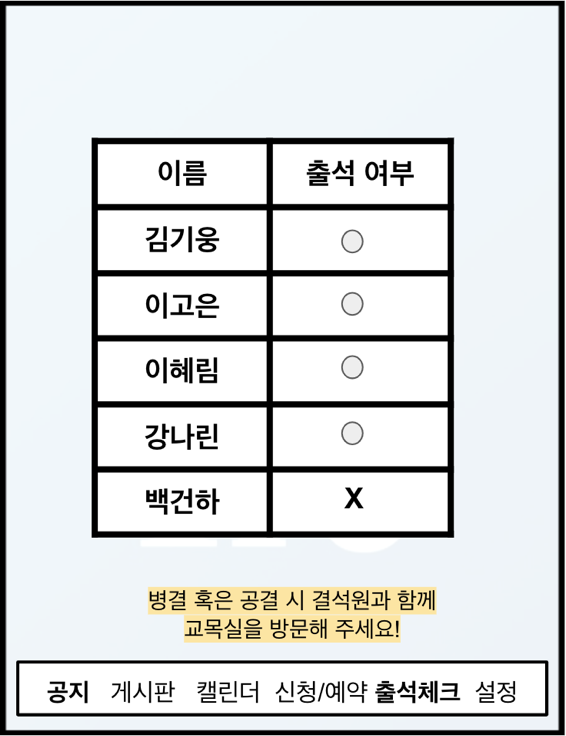 이름 출석 여부
김기웅
이고은
이혜림
강나린
백건하 X
병결 혹은 공결 시 결석원과 함께
교목실을 방문해 주세요!
공지 게시판 캘린더 신청/예약 출석체크 설정